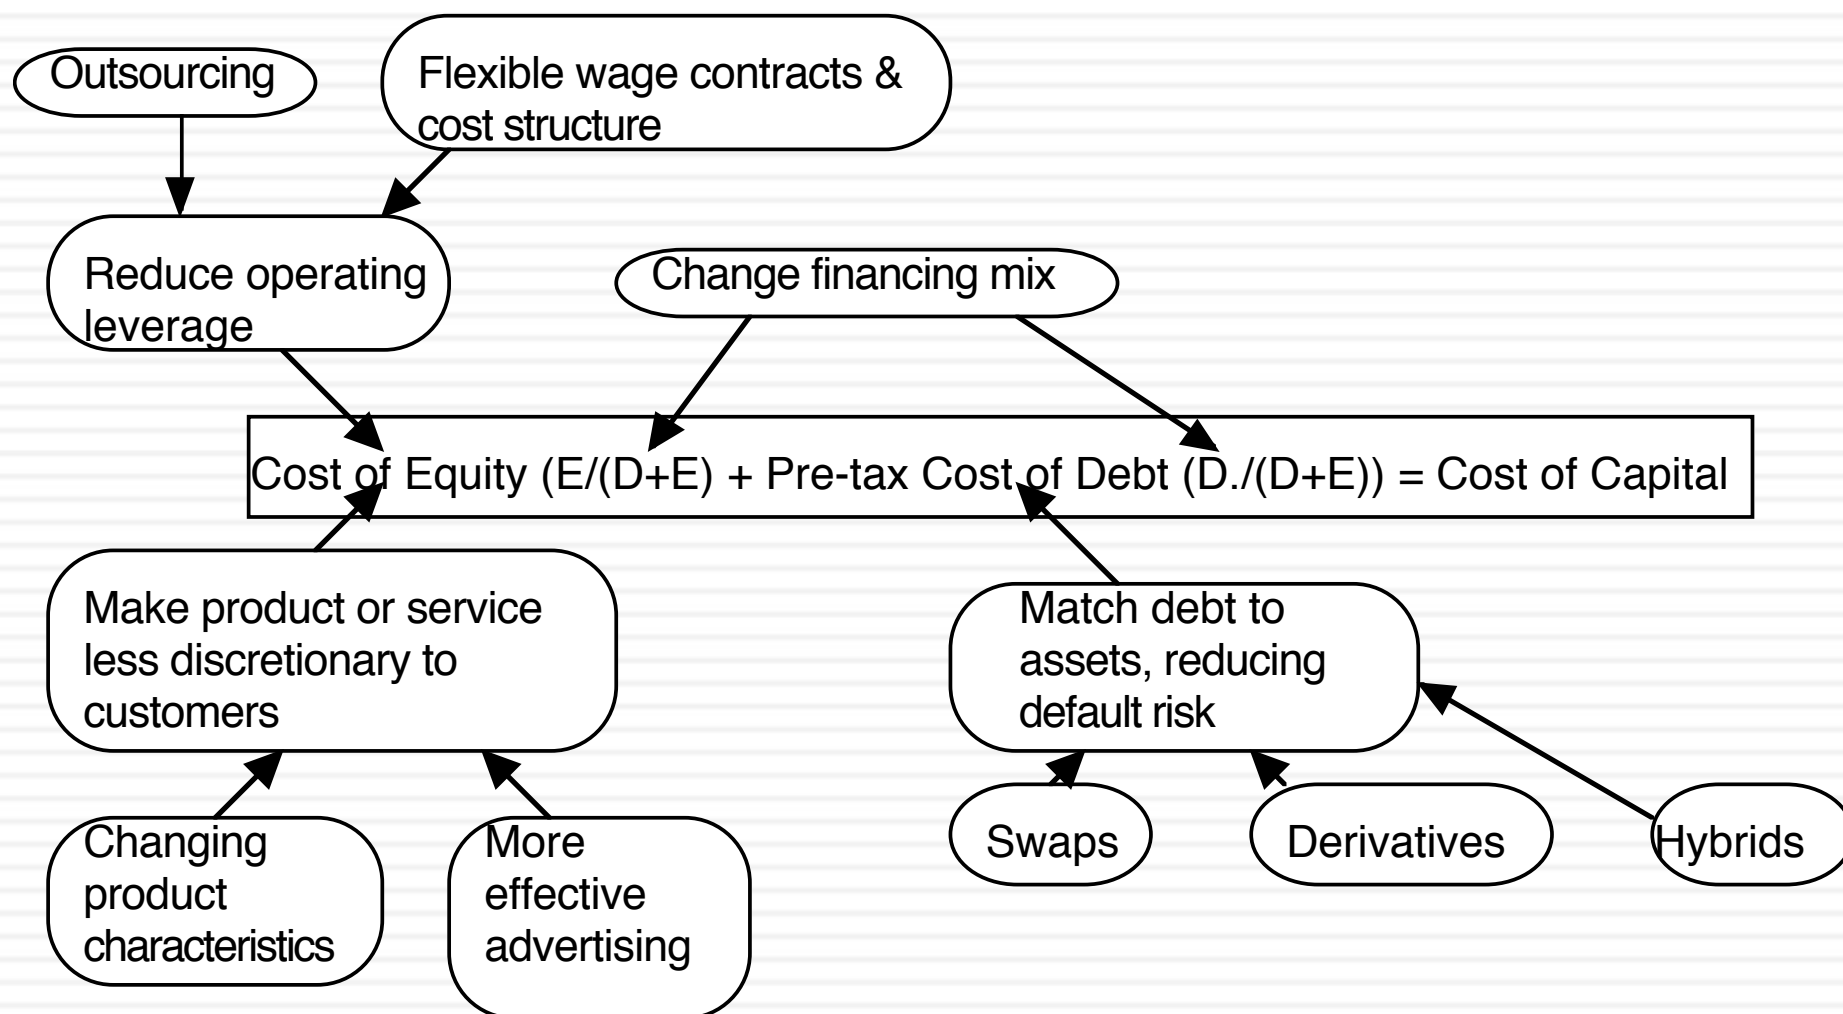 Outsourcing
Flexible wage contracts &
cost structure
Reduce operating
leverage
Change financing mix
Cost of Equity (E/(D+E) + Pre-tax Cost of Debt (D./(D+E)) = Cost of Capital
Make product or service
less discretionary to
customers
Match debt to
assets, reducing
default risk
Changing
product
characteristics
More
effective
advertising
Swaps
Derivatives
Hybrids